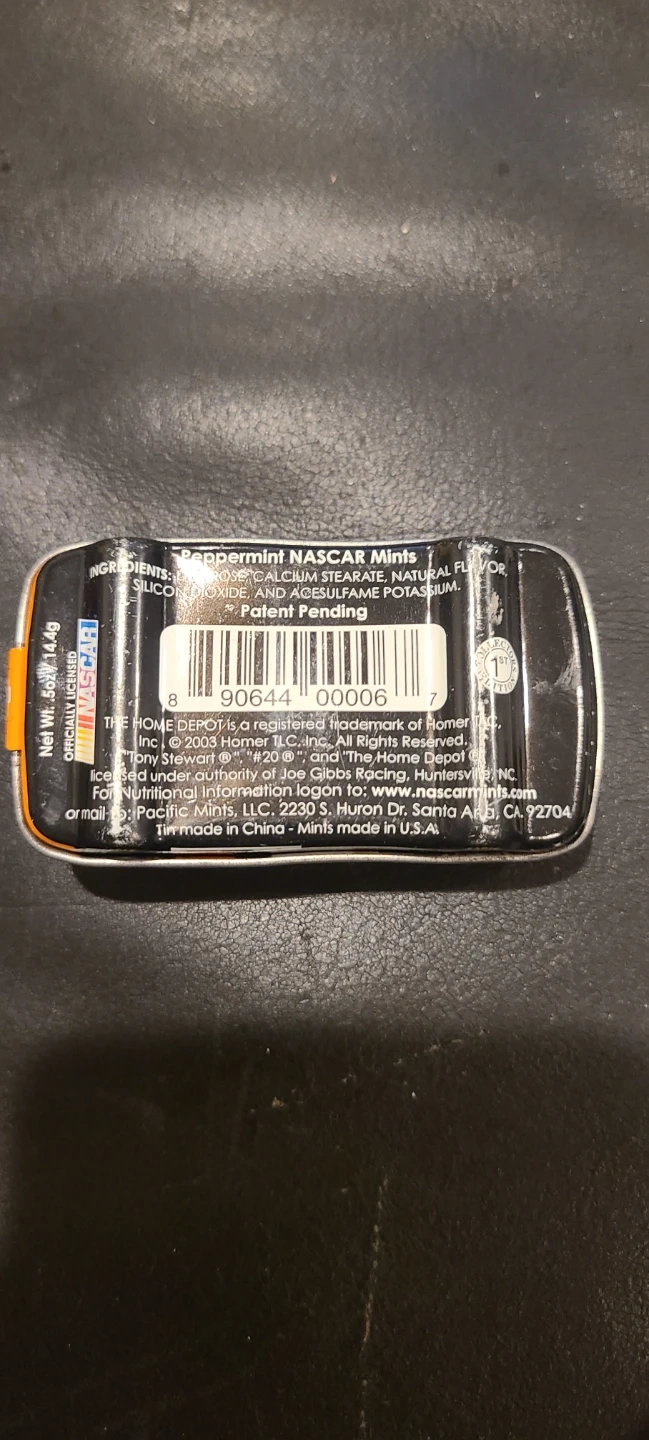 Peppermint NASCAR Mints
INGREDIENTS: CALCIUM STEARATE, NATURAL FLAVOR,
SILICON DIOXIDE, AND ACESULFAME POTASSIUM.
Patent Pending
8 90644 00006 7
THE HOME DEPOT is a registered trademark of Homer TLC,
Inc. © 2003 Homer TLC, Inc. All Rights Reserved.
"Tony Stewart ®", "#20 ®", and "The Home Depot ®"
licensed under authority of Joe Gibbs Racing, Huntersville, NC.
For Nutritional Information logon to: www.nascarmints.com
or mail to: Pacific Mints, LLC. 2230 S. Huron Dr. Santa Ana, CA. 92704
Tin made in China - Mints made in U.S.A.
Net Wt. .5oz / 14.4g
OFFICIALLY LICENSED
NASCAR
1ST